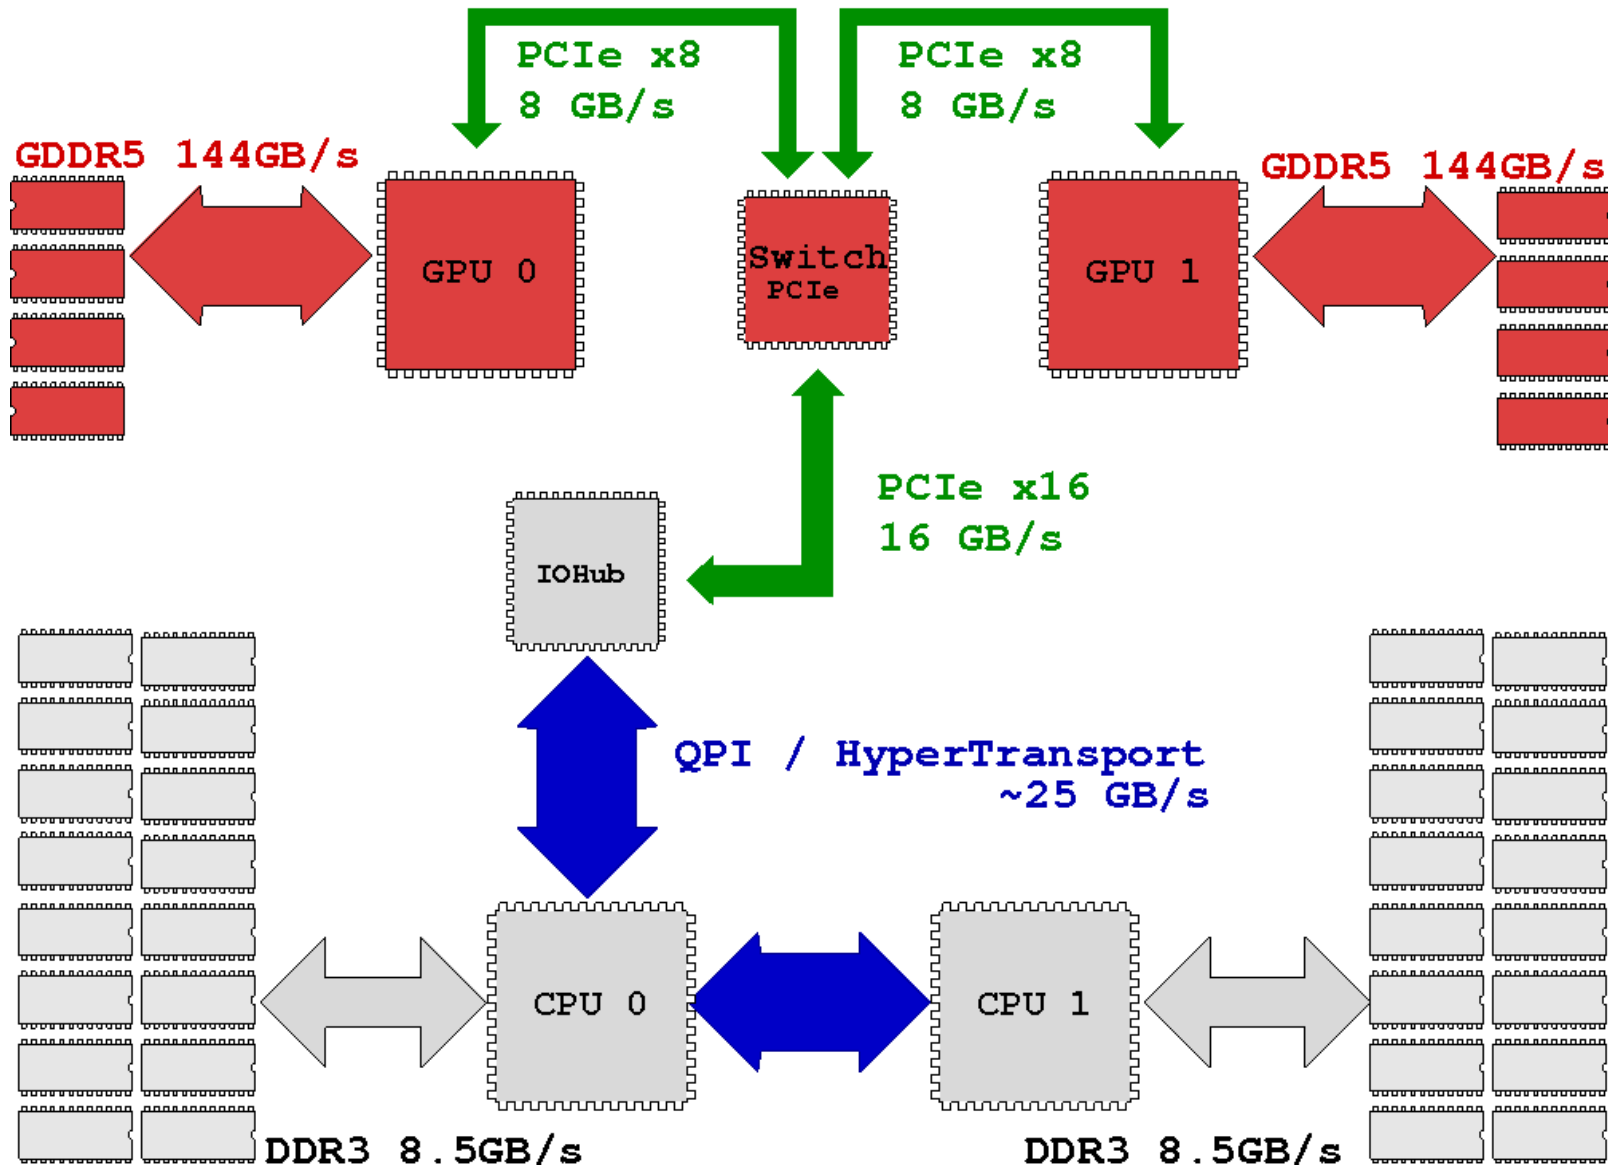 PCIe x8
8 GB/s
PCIe x8
8 GB/s
GDDR5 144GB/s
GDDR5 144GB/s
GPU 0
Switch
PCIe
GPU 1
PCIe x16
16 GB/s
IOHub
QPI / HyperTransport
~25 GB/s
CPU 0
CPU 1
DDR3 8.5GB/s
DDR3 8.5GB/s